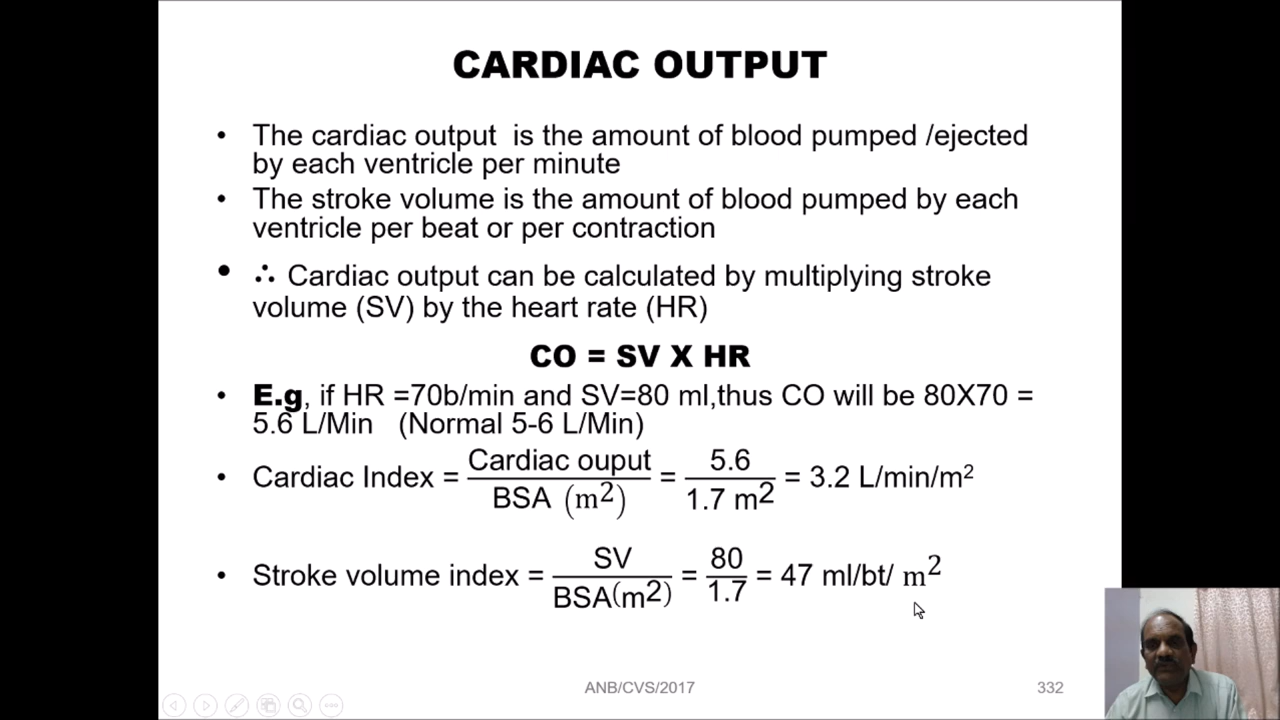 CARDIAC OUTPUT
• The cardiac output is the amount of blood pumped /ejected
by each ventricle per minute
• The stroke volume is the amount of blood pumped by each
ventricle per beat or per contraction
• ∴ Cardiac output can be calculated by multiplying stroke
volume (SV) by the heart rate (HR)
CO = SV X HR
• E.g, if HR =70b/min and SV=80 ml,thus CO will be 80X70 =
5.6 L/Min (Normal 5-6 L/Min)
• Cardiac Index = Cardiac ouput / BSA (m²) = 5.6 / 1.7 m² = 3.2 L/min/m²
• Stroke volume index = SV / BSA(m²) = 80 / 1.7 = 47 ml/bt/ m²
ANB/CVS/2017
332